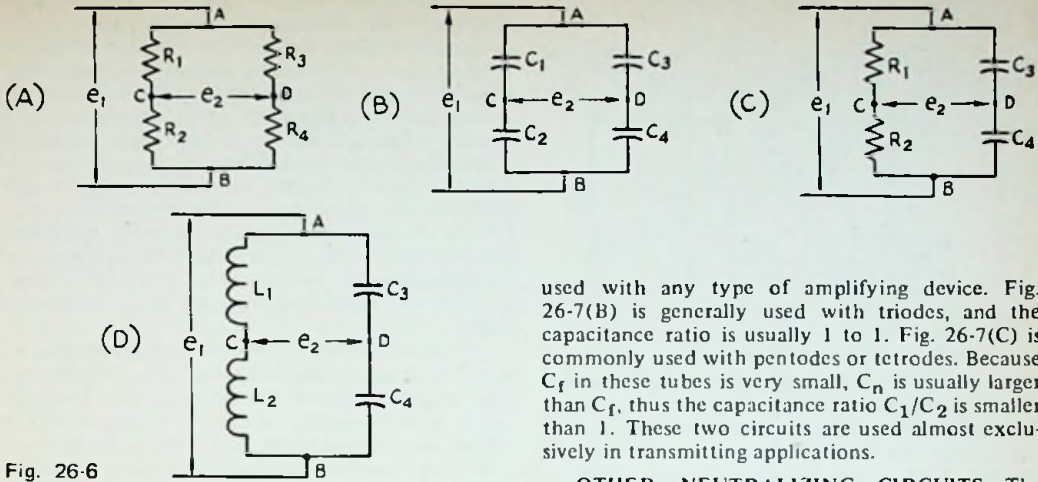 A
R₁
R₃
(A)
e₁
C
e₂
D
R₂
R₄
B
A
C₁
C₃
(B)
e₁
C
e₂
D
C₂
C₄
B
A
R₁
C₃
(C)
e₁
C
e₂
D
R₂
C₄
B
A
L₁
C₃
(D)
e₁
C
e₂
D
L₂
C₄
B
Fig. 26-6
used with any type of amplifying device. Fig.
26-7(B) is generally used with triodes, and the
capacitance ratio is usually 1 to 1. Fig. 26-7(C) is
commonly used with pentodes or tetrodes. Because
Cf in these tubes is very small, Cn is usually larger
than Cf, thus the capacitance ratio C₁/C₂ is smaller
than 1. These two circuits are used almost exclu-
sively in transmitting applications.
OTHER NEUTRALIZING CIRCUITS